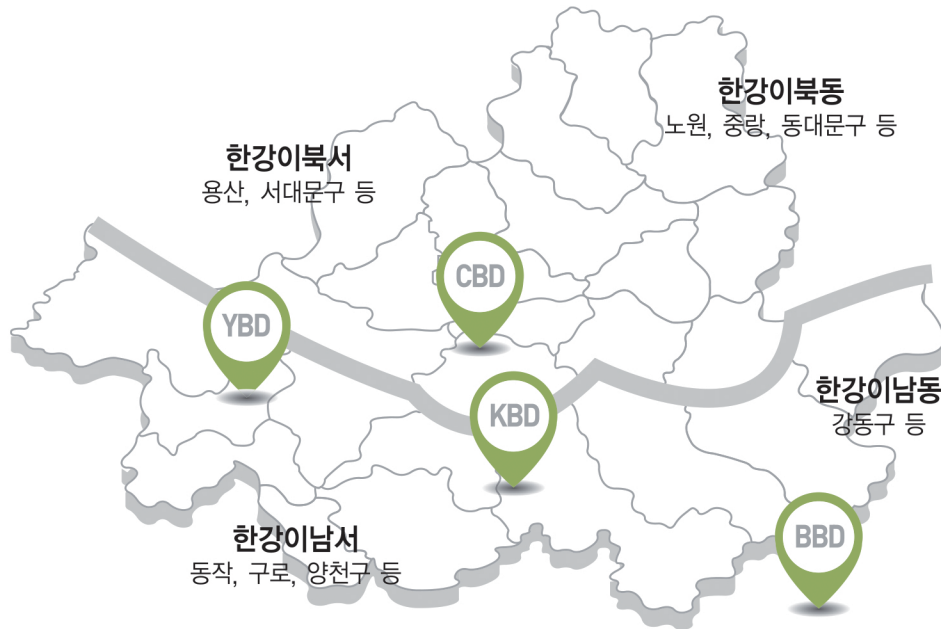 한강이북동
노원, 중랑, 동대문구 등
한강이북서
용산, 서대문구 등
CBD
YBD
한강이남동
강동구 등
KBD
한강이남서
동작, 구로, 양천구 등
BBD